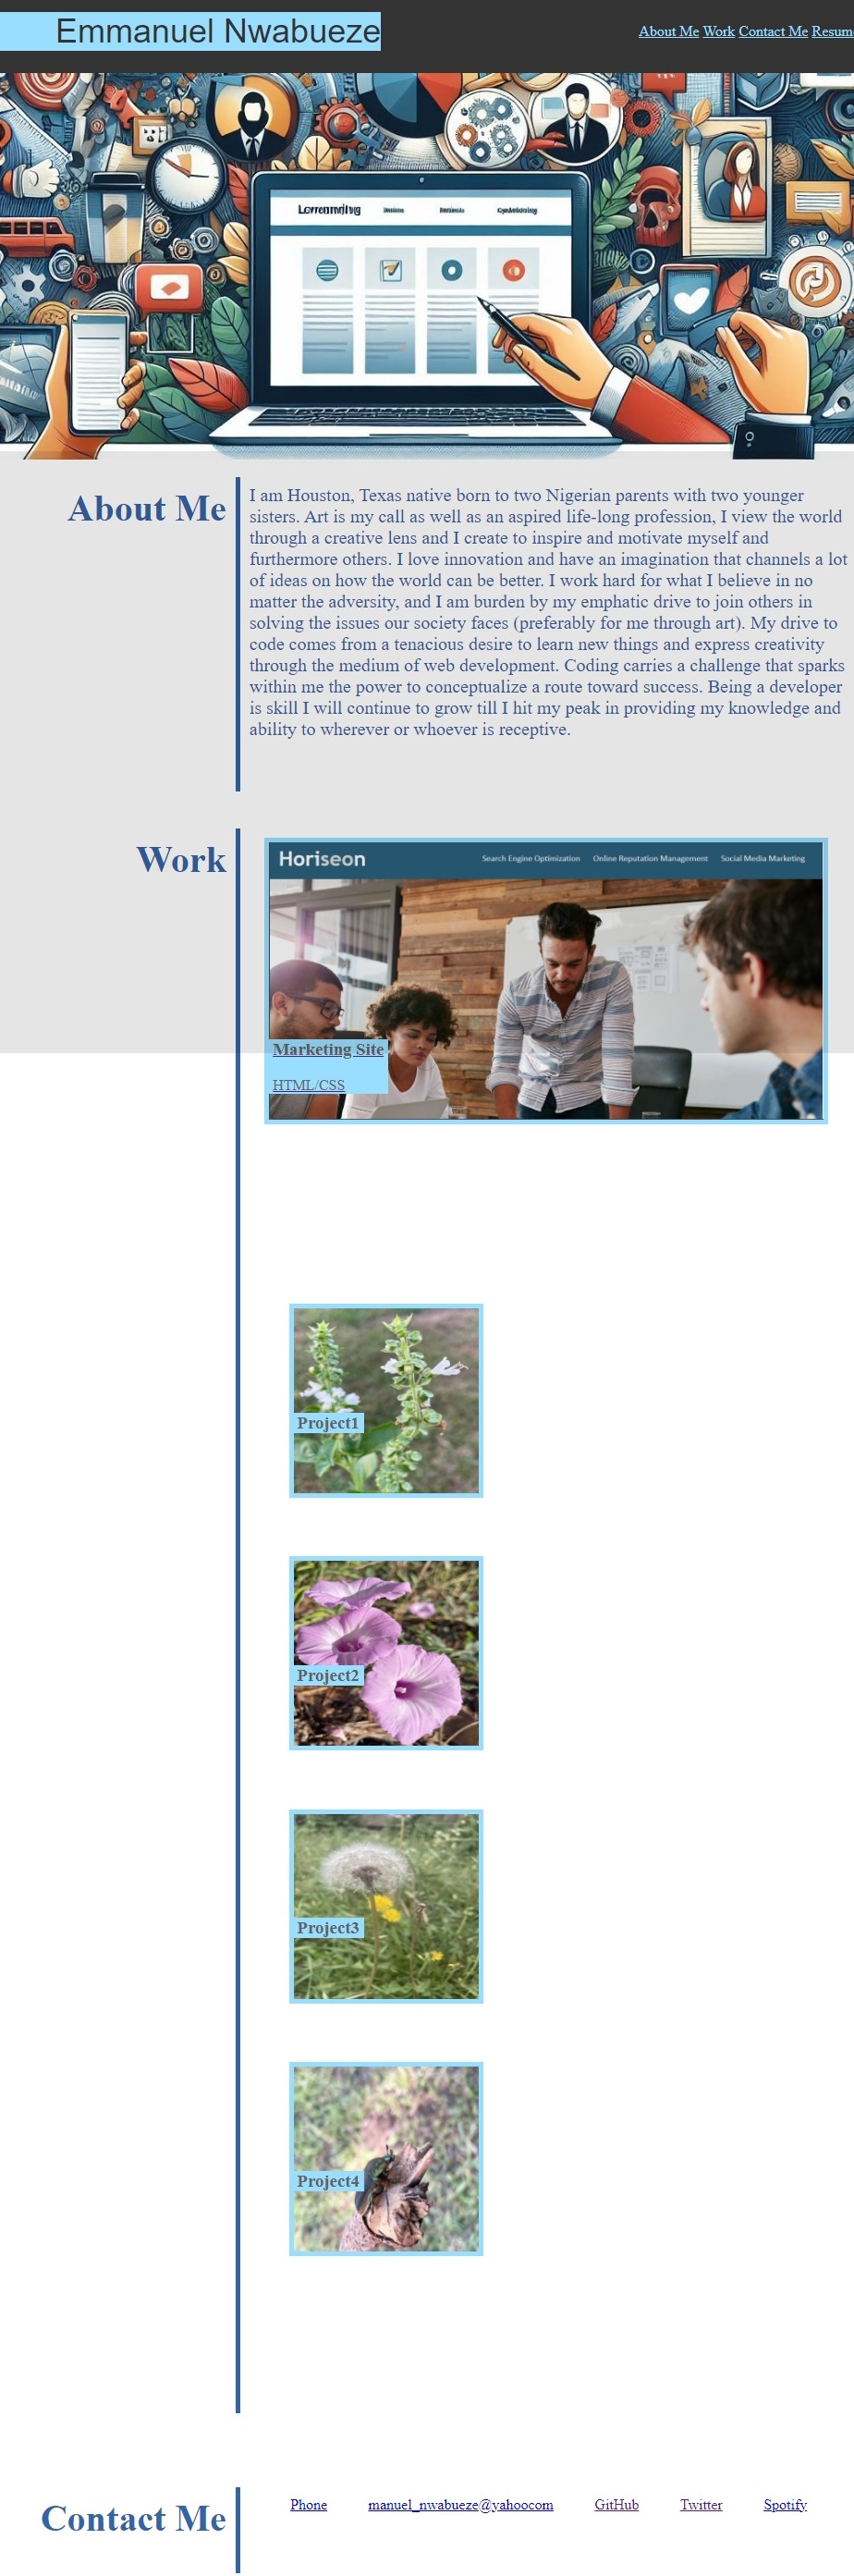 Emmanuel Nwabueze
About Me Work Contact Me Resum
About Me
I am Houston, Texas native born to two Nigerian parents with two younger
sisters. Art is my call as well as an aspired life-long profession, I view the world
through a creative lens and I create to inspire and motivate myself and
furthermore others. I love innovation and have an imagination that channels a lot
of ideas on how the world can be better. I work hard for what I believe in no
matter the adversity, and I am burden by my emphatic drive to join others in
solving the issues our society faces (preferably for me through art). My drive to
code comes from a tenacious desire to learn new things and express creativity
through the medium of web development. Coding carries a challenge that sparks
within me the power to conceptualize a route toward success. Being a developer
is skill I will continue to grow till I hit my peak in providing my knowledge and
ability to wherever or whoever is receptive.
Work
Horiseon
Search Engine Optimization Online Reputation Management Social Media Marketing
Marketing Site
HTML/CSS
Project1
Project2
Project3
Project4
Contact Me
Phone manuel_nwabueze@yahoocom GitHub Twitter Spotify